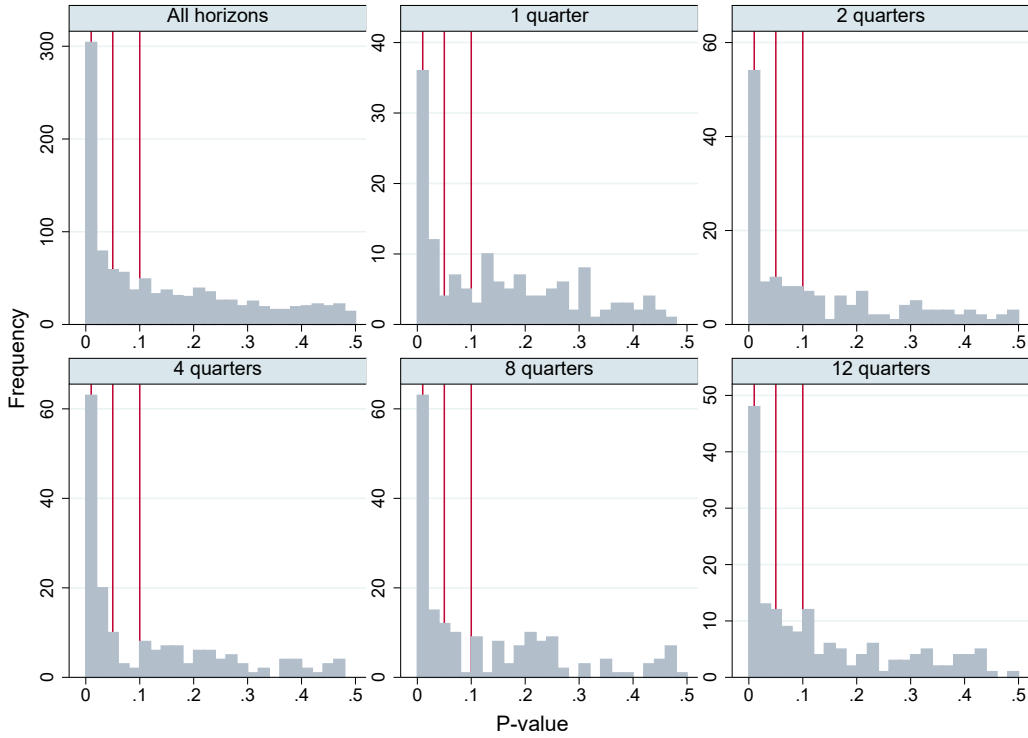 All horizons
1 quarter
2 quarters
300
200
100
0
0 .1 .2 .3 .4 .5
40
30
20
10
0
0 .1 .2 .3 .4 .5
60
40
20
0
0 .1 .2 .3 .4 .5
Frequency
4 quarters
8 quarters
12 quarters
60
40
20
0
0 .1 .2 .3 .4 .5
60
40
20
0
0 .1 .2 .3 .4 .5
50
40
30
20
10
0
0 .1 .2 .3 .4 .5
P-value